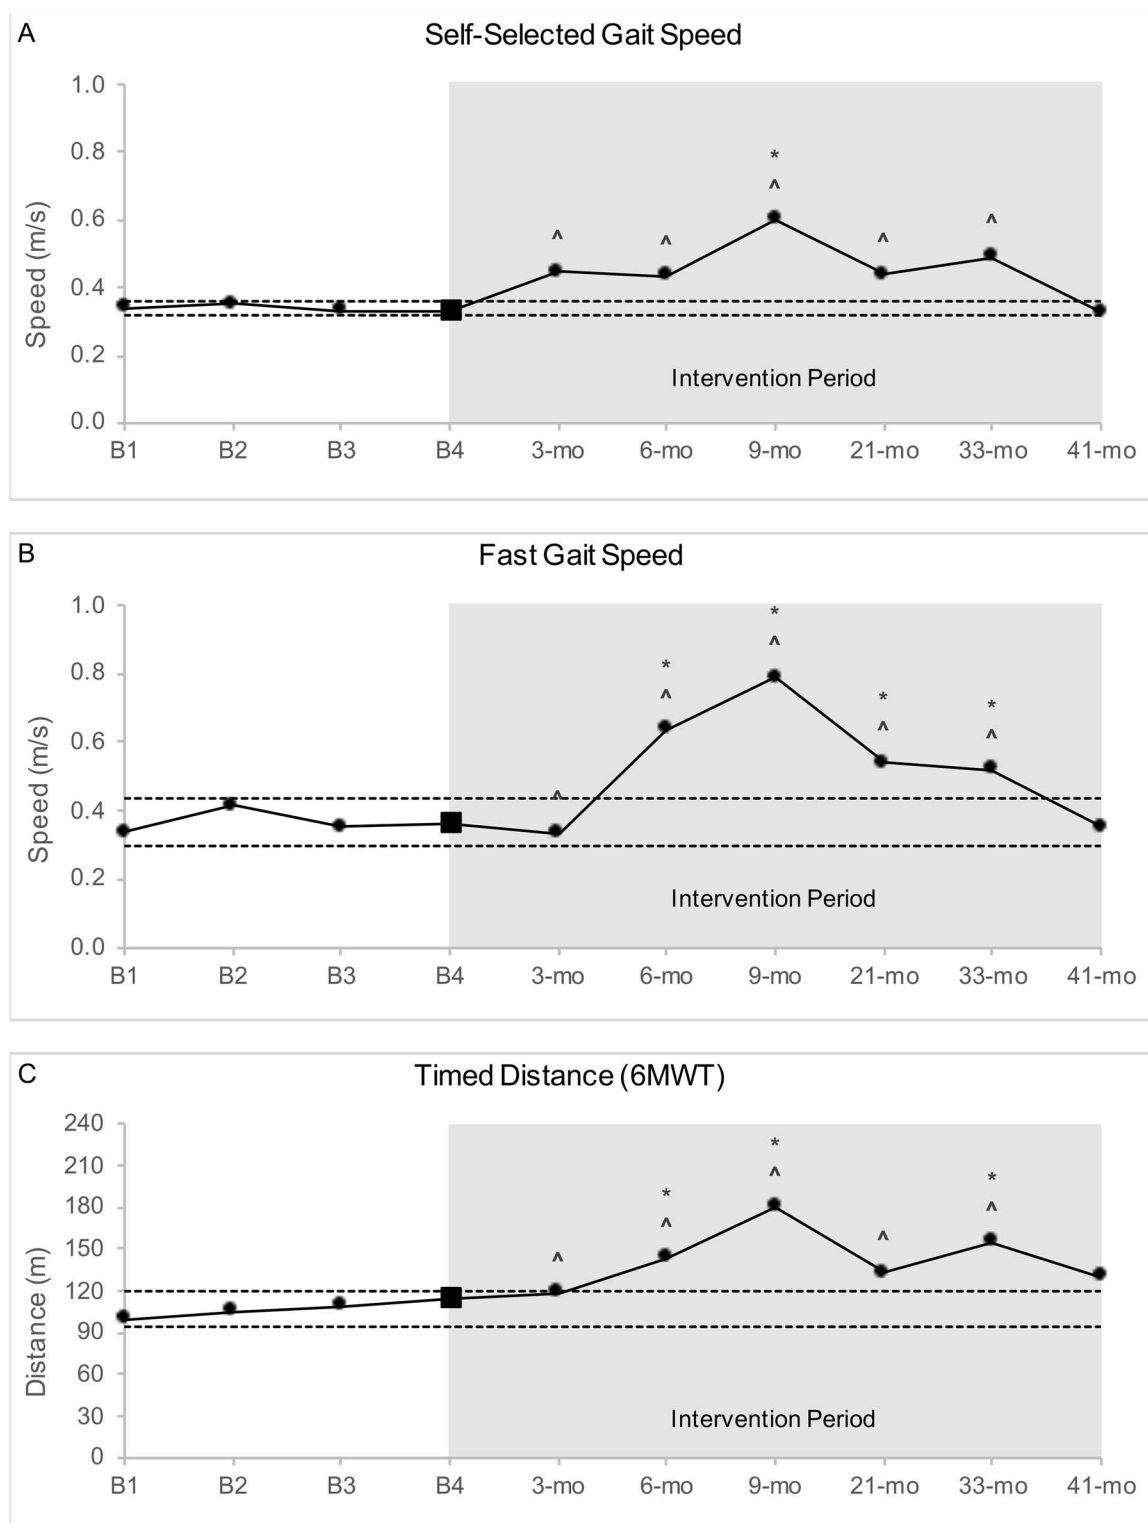 A
Self-Selected Gait Speed
Speed (m/s)
1.0
0.8
0.6
0.4
0.2
0.0
*
^ ^ ^ ^ ^
Intervention Period
B1 B2 B3 B4 3-mo 6-mo 9-mo 21-mo 33-mo 41-mo
B
Fast Gait Speed
Speed (m/s)
1.0
0.8
0.6
0.4
0.2
0.0
* * * *
^ ^ ^ ^ ^
Intervention Period
B1 B2 B3 B4 3-mo 6-mo 9-mo 21-mo 33-mo 41-mo
C
Timed Distance (6MWT)
Distance (m)
240
210
180
150
120
90
60
30
0
* * *
^ ^ ^ ^ ^
Intervention Period
B1 B2 B3 B4 3-mo 6-mo 9-mo 21-mo 33-mo 41-mo